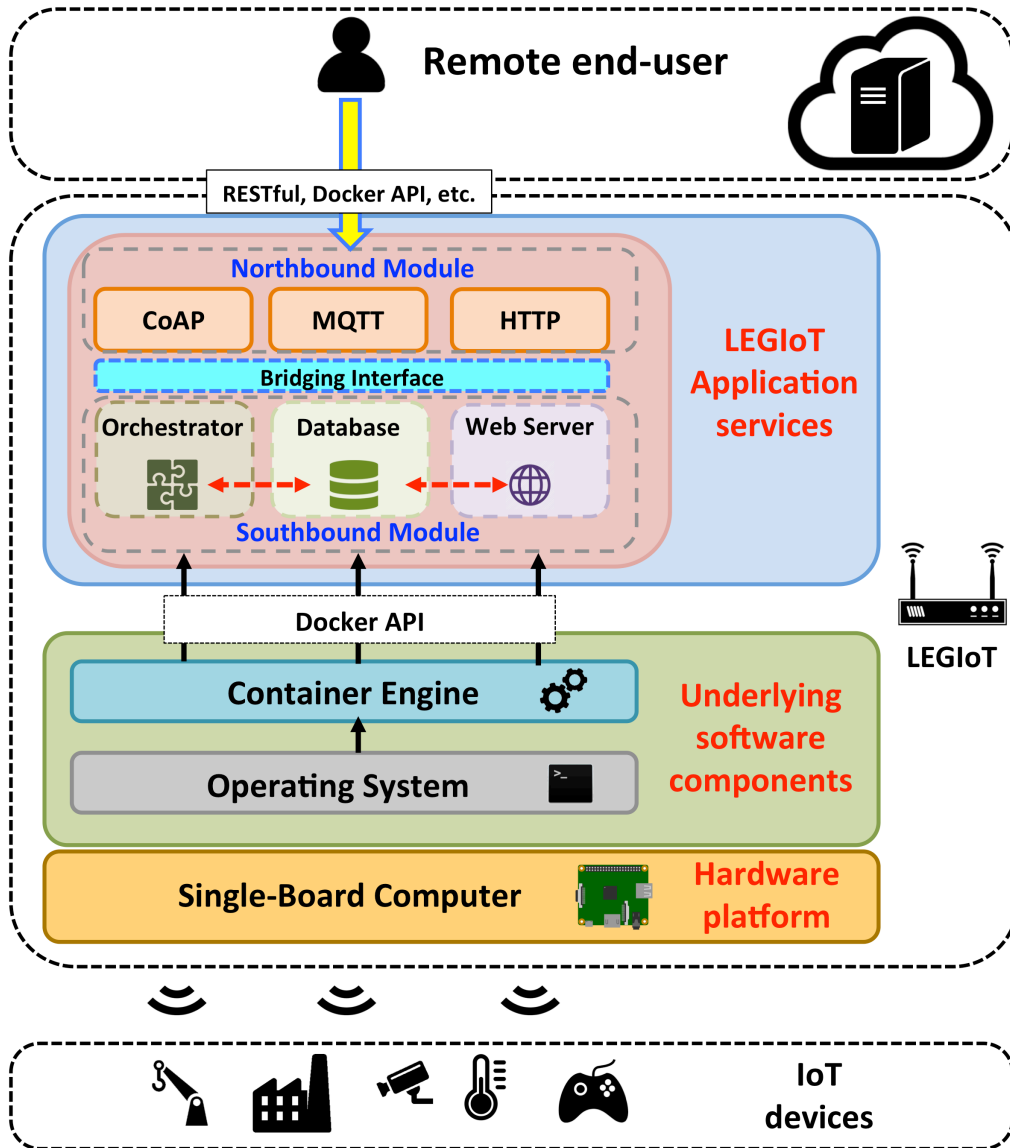 Remote end-user
RESTful, Docker API, etc.
Northbound Module
CoAP
MQTT
HTTP
Bridging Interface
Orchestrator
Database
Web Server
Southbound Module
LEGIoT
Application
services
Docker API
LEGIoT
Container Engine
Operating System
>_
Underlying
software
components
Single-Board Computer
Hardware
platform
IoT
devices